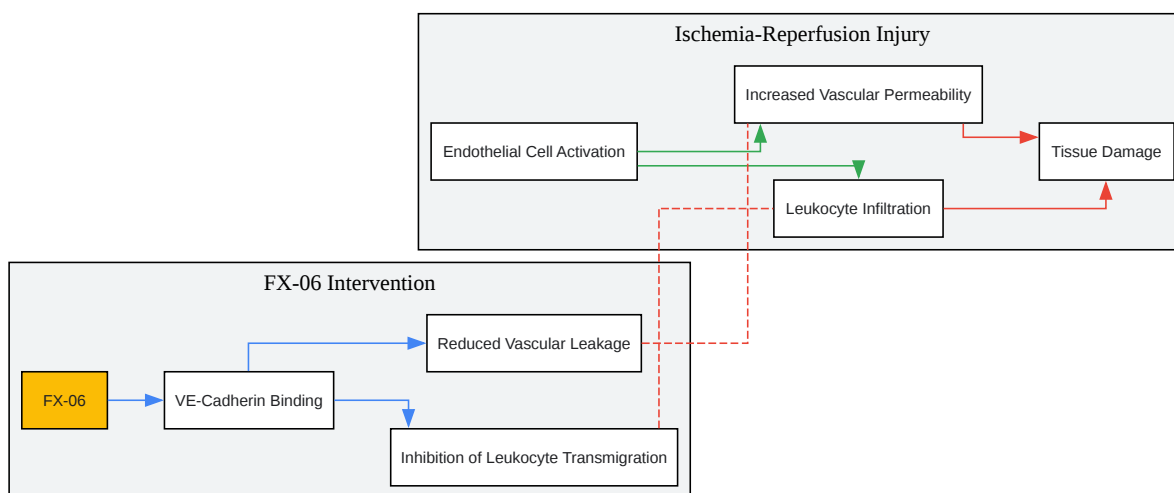 Ischemia-Reperfusion Injury
Increased Vascular Permeability
Endothelial Cell Activation
Tissue Damage
Leukocyte Infiltration
FX-06 Intervention
Reduced Vascular Leakage
FX-06
VE-Cadherin Binding
Inhibition of Leukocyte Transmigration